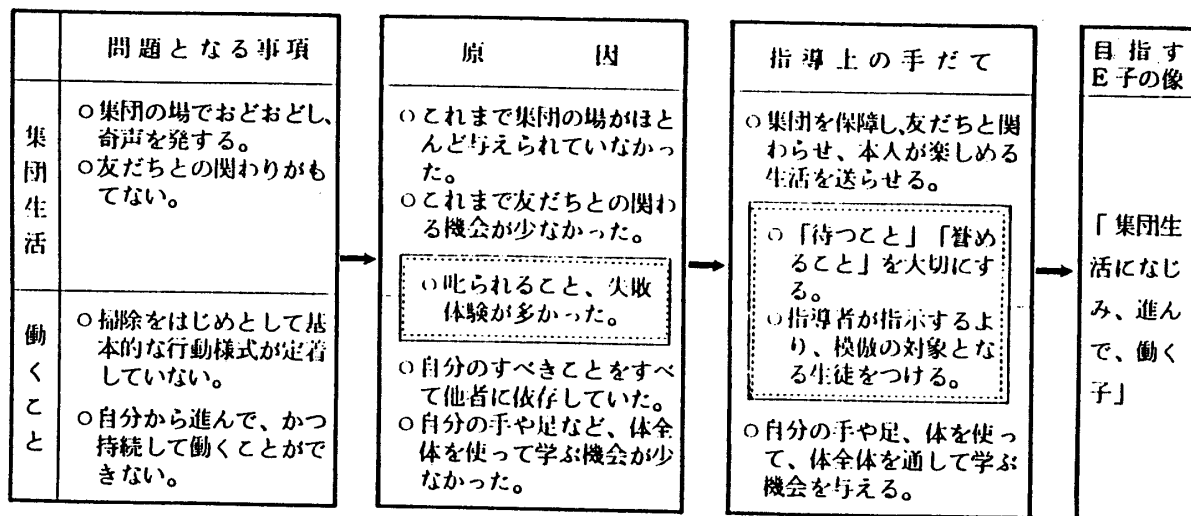 問題となる事項
集団生活
○集団の場でおどおどし、
奇声を発する。
○友だちとの関わりがも
てない。
働くこと
○掃除をはじめとして基
本的な行動様式が定着
していない。
○自分から進んで、かつ
持続して働くことがで
きない。
原因
○これまで集団の場がほと
んど与えられていなかっ
た。
○これまで友だちとの関わ
る機会が少なかった。
○叱られること、失敗
体験が多かった。
○自分のすべきことをすべ
て他者に依存していた。
○自分の手や足など、体全
体を使って学ぶ機会が少
なかった。
指導上の手だて
○集団を保障し、友だちと関
わらせ、本人が楽しめる
生活を送らせる。
○「待つこと」「誉め
ること」を大切にす
る。
○指導者が指示するよ
り、模倣の対象とな
る生徒をつける。
○自分の手や足、体を使っ
て、体全体を通して学ぶ
機会を与える。
目指す
E子の像
「集団生
活になじ
み、進ん
で、働く
子」